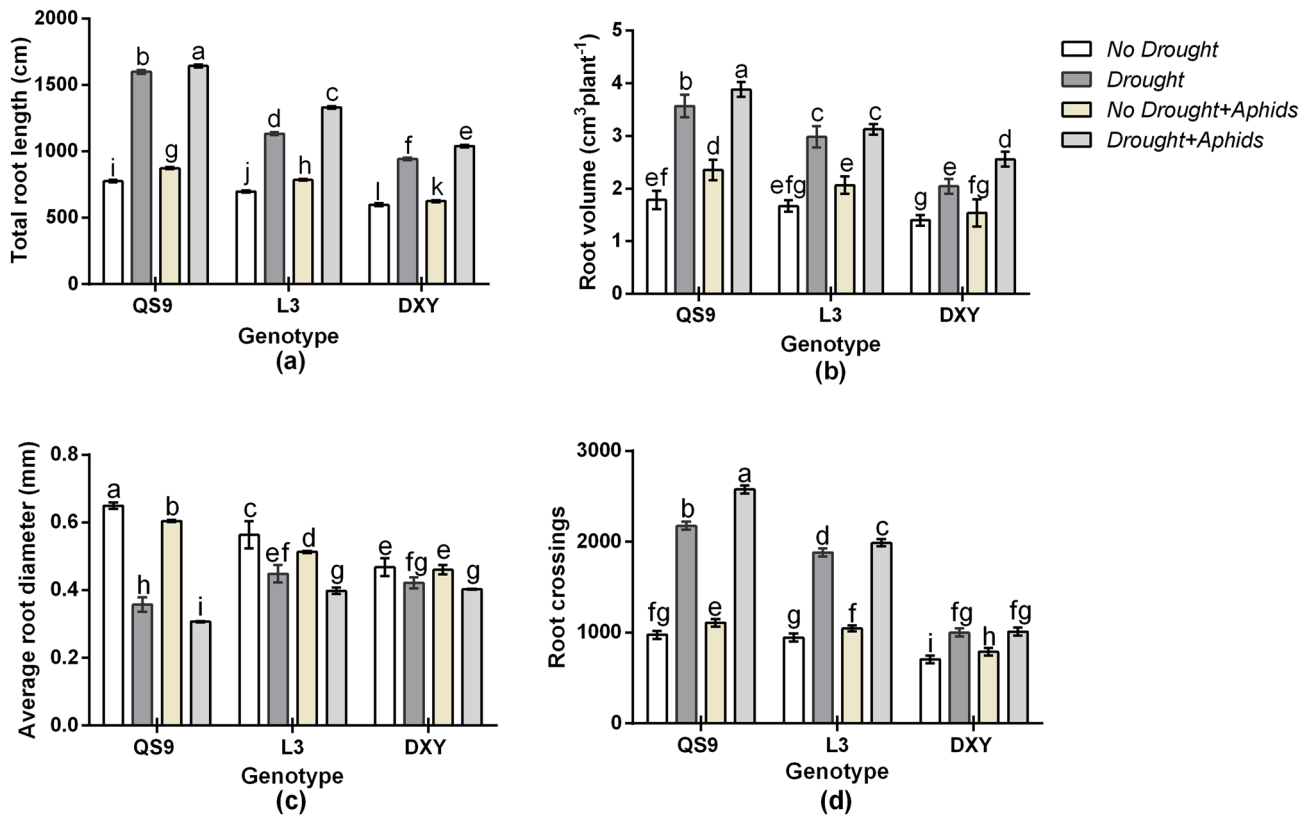 2000
1500
1000
500
0
Total root length (cm)
i
b
g
a
j
d
h
c
l
f
k
e
QS9
L3
DXY
Genotype
(a)
5
4
3
2
1
0
Root volume (cm³plant⁻¹)
ef
b
d
a
efg
c
e
c
g
e
fg
d
QS9
L3
DXY
Genotype
(b)
No Drought
Drought
No Drought+Aphids
Drought+Aphids
0.8
0.6
0.4
0.2
0.0
Average root diameter (mm)
a
h
b
i
c
ef
d
g
e
fg
e
g
QS9
L3
DXY
Genotype
(c)
3000
2000
1000
0
Root crossings
fg
b
e
a
g
d
f
c
i
fg
h
fg
QS9
L3
DXY
Genotype
(d)